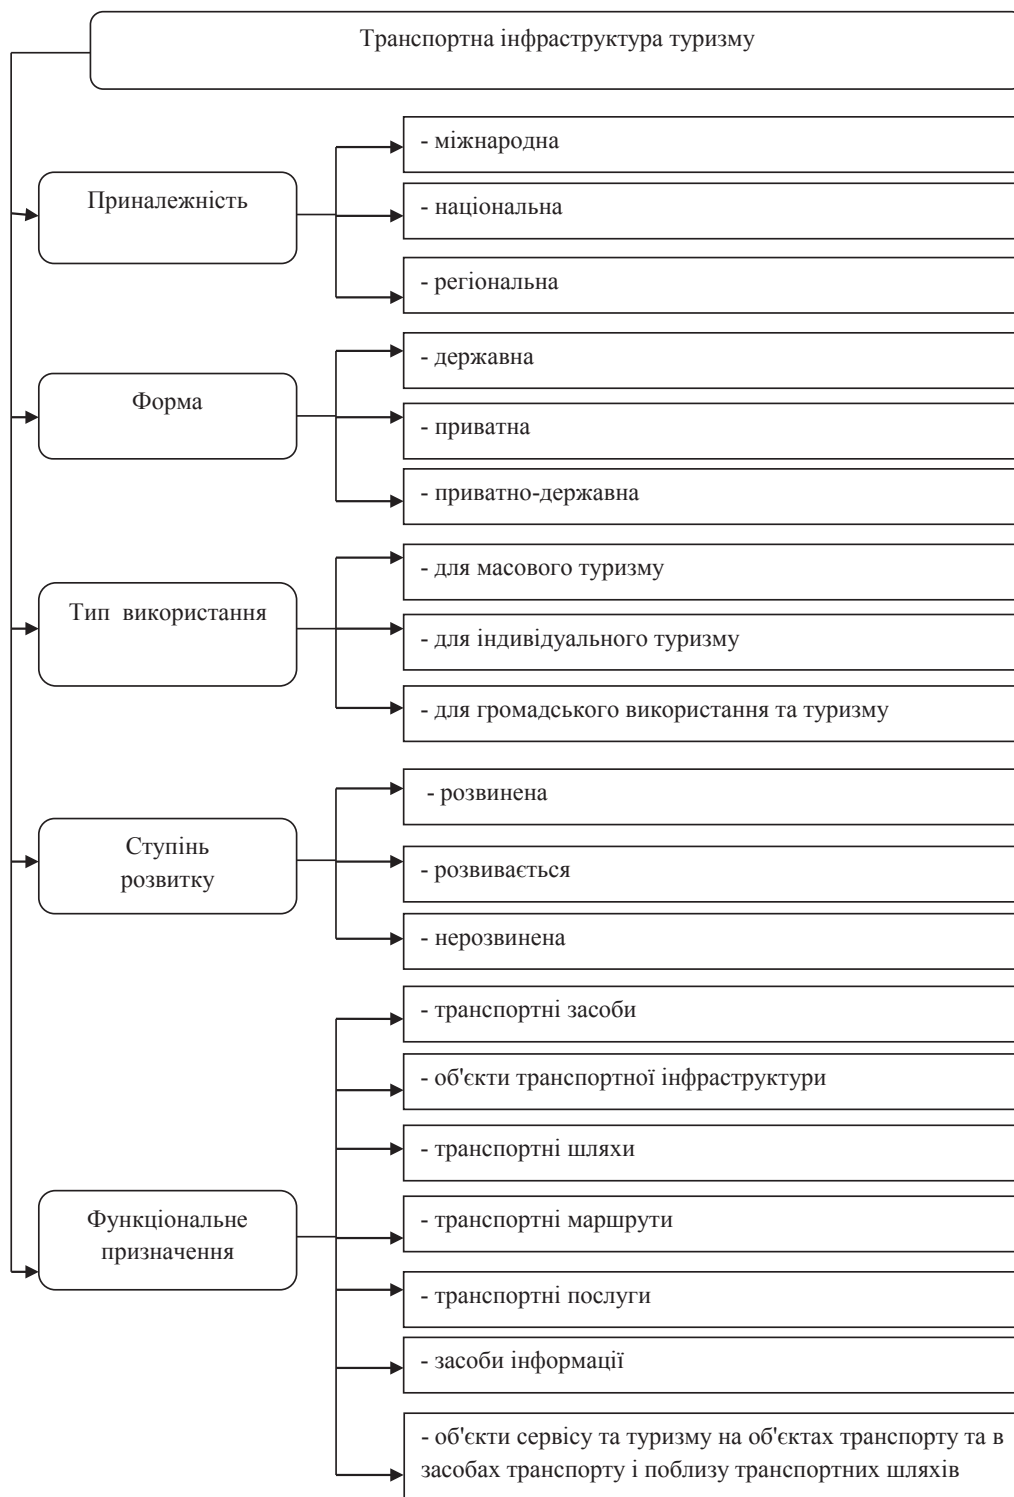 Транспортна інфраструктура туризму
Приналежність
- міжнародна
- національна
- регіональна
Форма
- державна
- приватна
- приватно-державна
Тип використання
- для масового туризму
- для індивідуального туризму
- для громадського використання та туризму
Ступінь
розвитку
- розвинена
- розвивається
- нерозвинена
Функціональне
призначення
- транспортні засоби
- об'єкти транспортної інфраструктури
- транспортні шляхи
- транспортні маршрути
- транспортні послуги
- засоби інформації
- об'єкти сервісу та туризму на об'єктах транспорту та в
засобах транспорту і поблизу транспортних шляхів